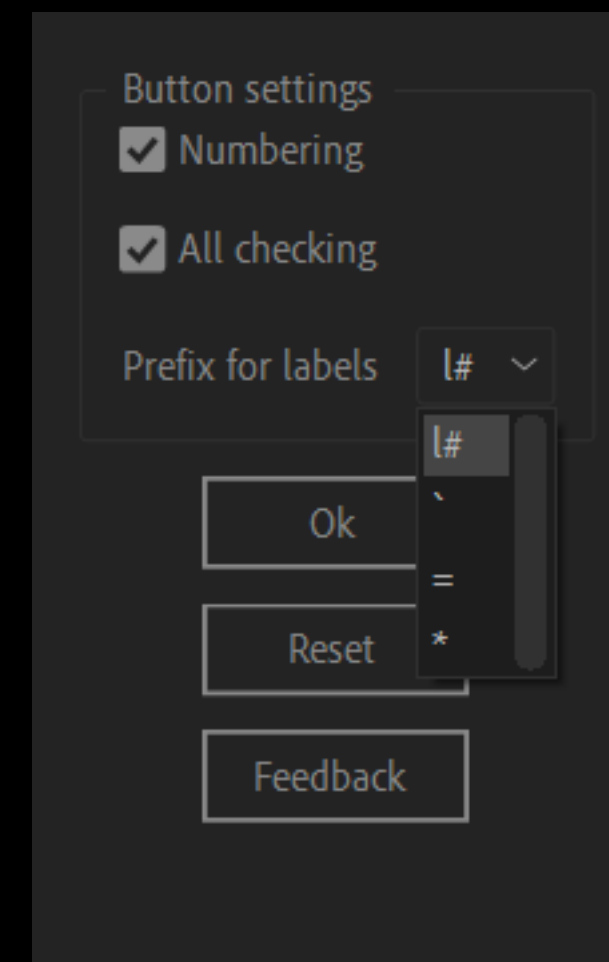 Button settings
Numbering
All checking
Prefix for labels l#
l#
`
=
*
Ok
Reset
Feedback